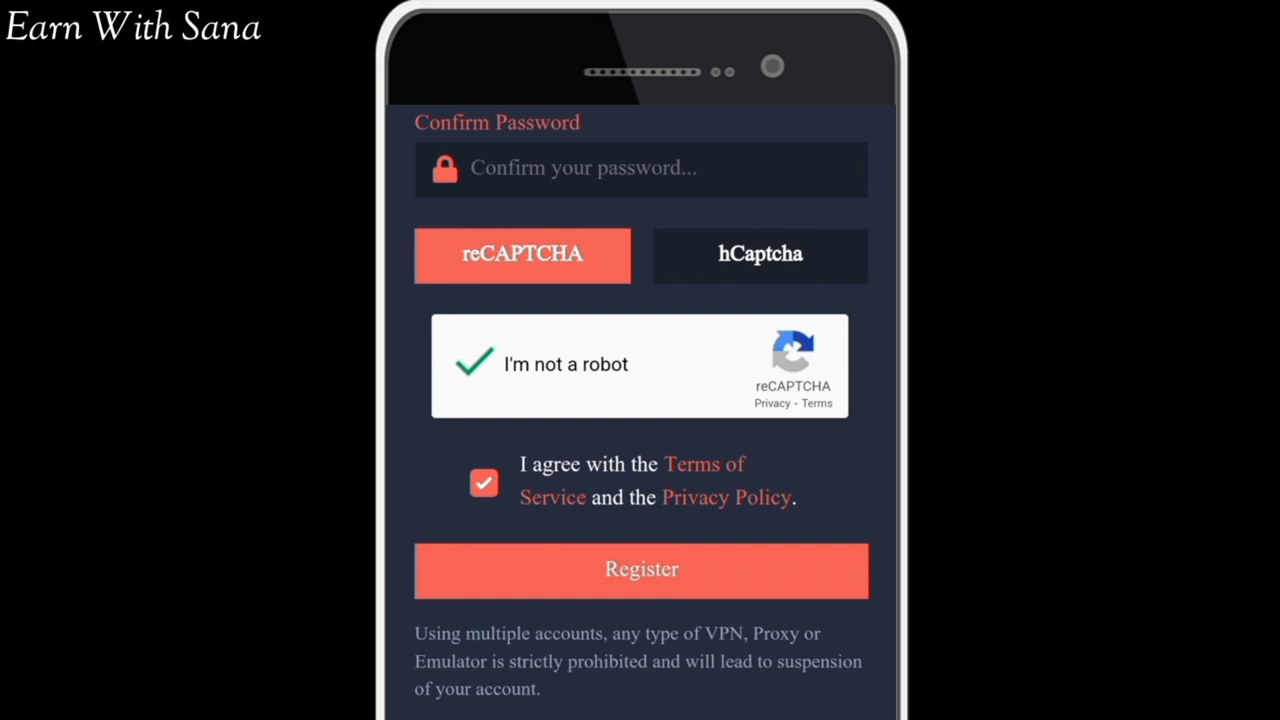 Earn With Sana
Confirm Password
Confirm your password...
reCAPTCHA
hCaptcha
I'm not a robot
reCAPTCHA
Privacy - Terms
I agree with the Terms of
Service and the Privacy Policy.
Register
Using multiple accounts, any type of VPN, Proxy or
Emulator is strictly prohibited and will lead to suspension
of your account.